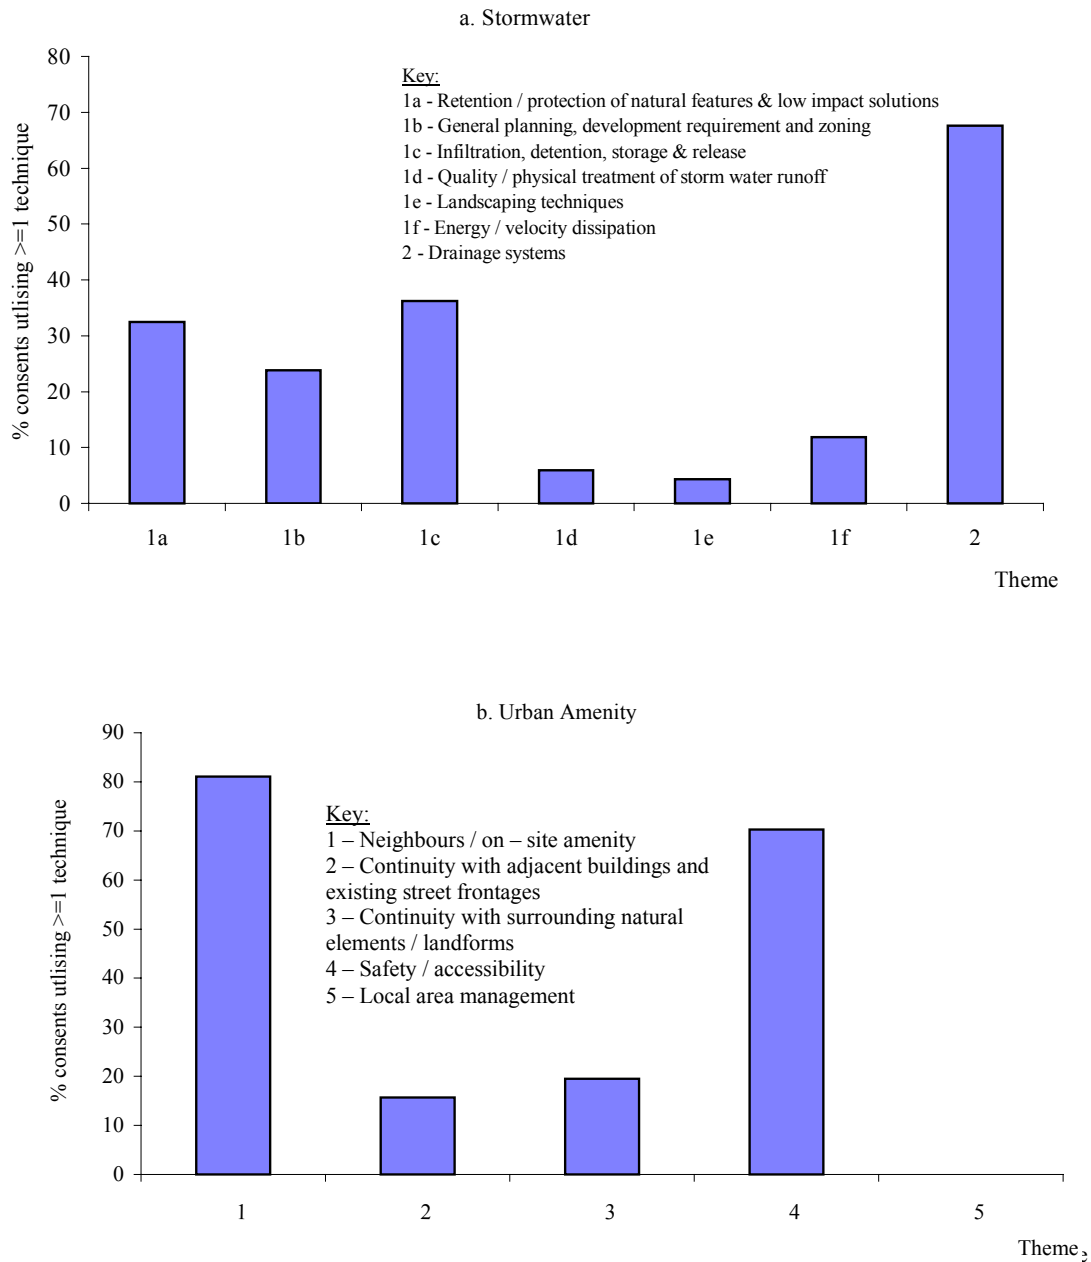 a. Stormwater
% consents utlising >=1 technique
80
70
60
50
40
30
20
10
0
Key:
1a - Retention / protection of natural features & low impact solutions
1b - General planning, development requirement and zoning
1c - Infiltration, detention, storage & release
1d - Quality / physical treatment of storm water runoff
1e - Landscaping techniques
1f - Energy / velocity dissipation
2 - Drainage systems
1a 1b 1c 1d 1e 1f 2
Theme
b. Urban Amenity
% consents utlising >=1 technique
90
80
70
60
50
40
30
20
10
0
Key:
1 – Neighbours / on – site amenity
2 – Continuity with adjacent buildings and
existing street frontages
3 – Continuity with surrounding natural
elements / landforms
4 – Safety / accessibility
5 – Local area management
1 2 3 4 5
Theme